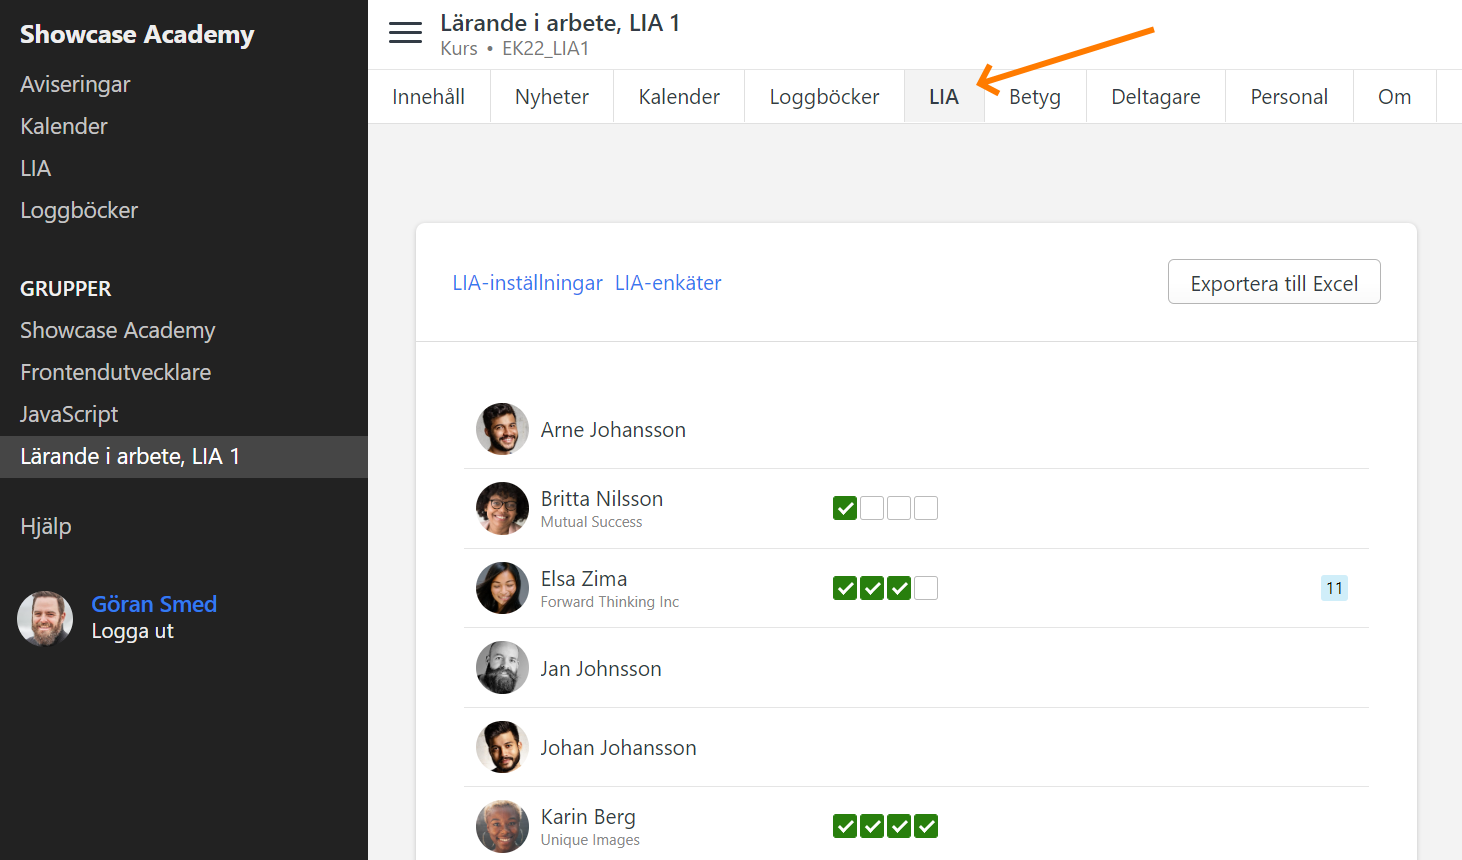 Showcase Academy
Aviseringar
Kalender
LIA
Loggböcker
GRUPPER
Showcase Academy
Frontendutvecklare
JavaScript
Lärande i arbete, LIA 1
Hjälp
Göran Smed
Logga ut
Lärande i arbete, LIA 1
Kurs • EK22_LIA1
Innehåll Nyheter Kalender Loggböcker LIA Betyg Deltagare Personal Om
LIA-inställningar LIA-enkäter Exportera till Excel
Arne Johansson
Britta Nilsson
Mutual Success
Elsa Zima
Forward Thinking Inc
11
Jan Johnsson
Johan Johansson
Karin Berg
Unique Images